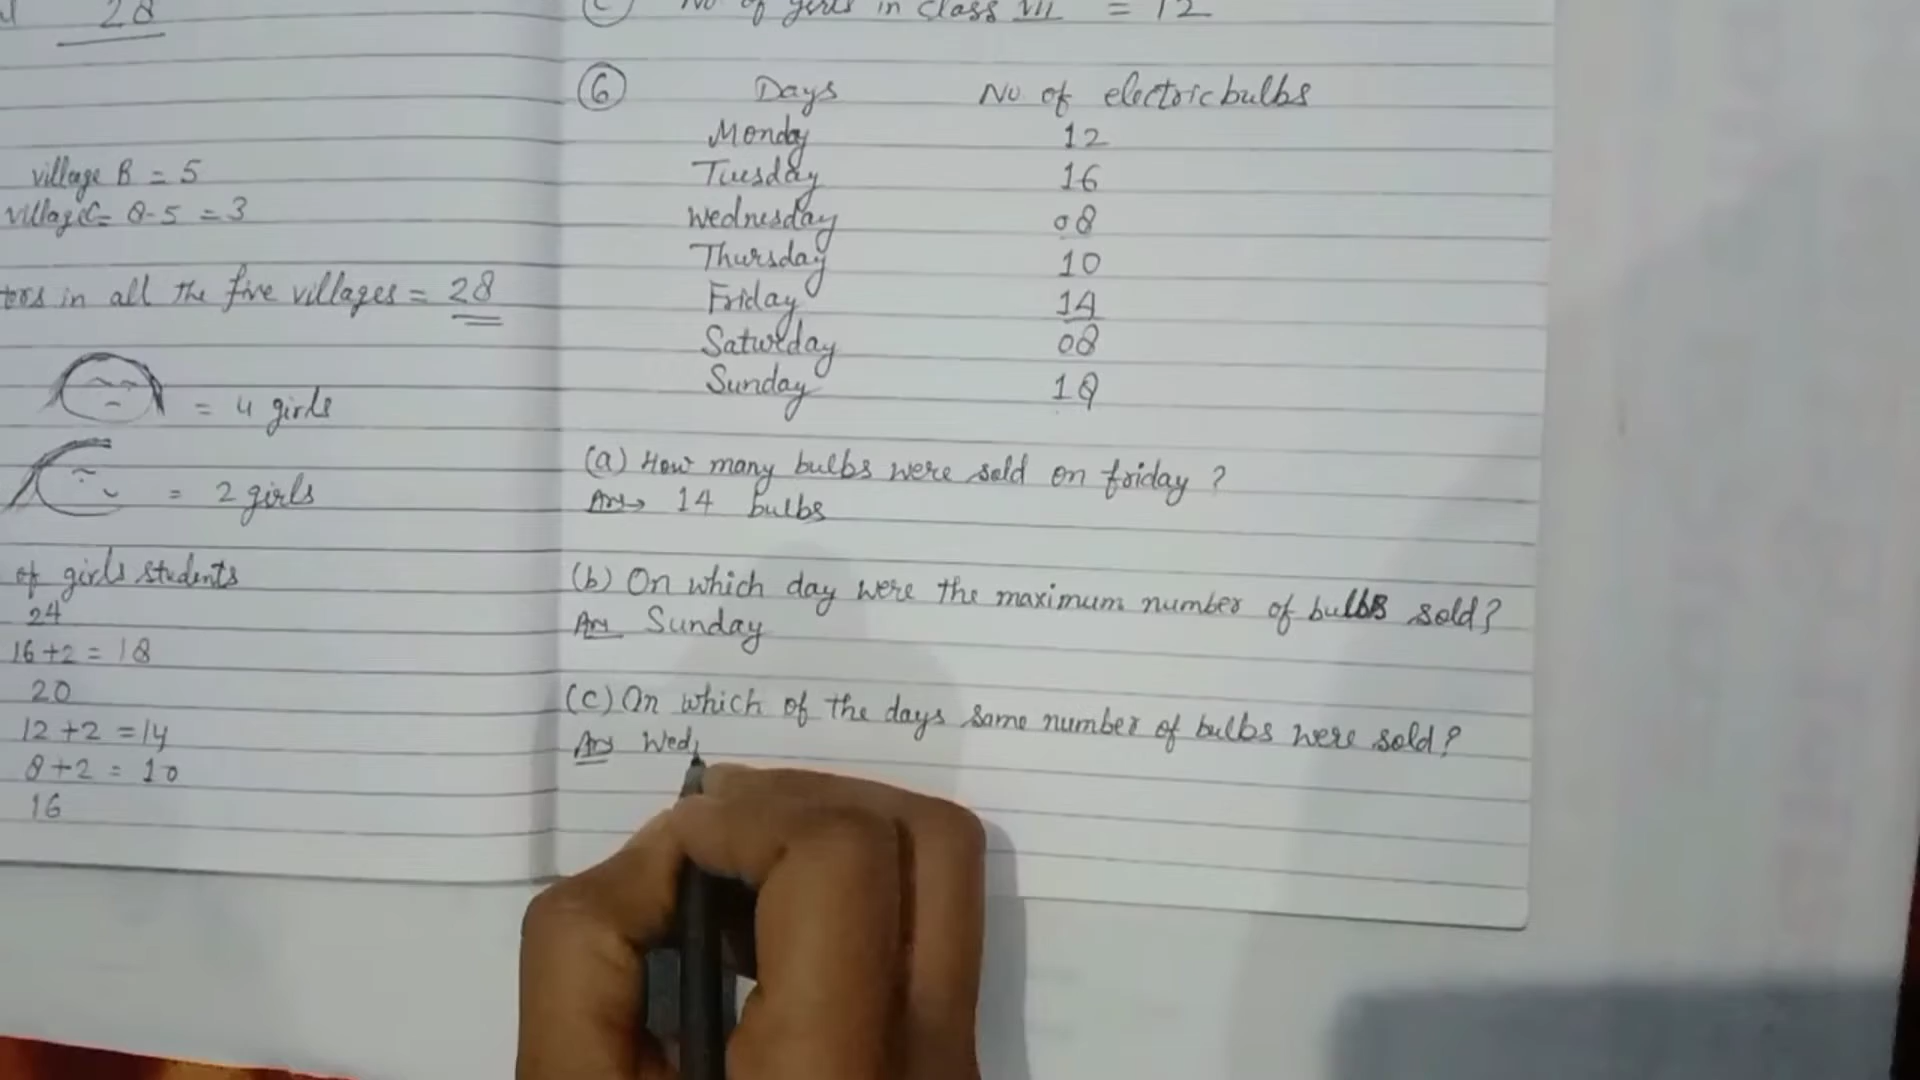 28
village B = 5
village C = 8-5 = 3
in all the five villages = 28
= 4 girls
= 2 girls
of girls students
24
16+2 = 18
20
12+2 = 14
8+2 = 10
16
(c) No of girls in class VII = 12
(6) Days No of electric bulbs
Monday 12
Tuesday 16
Wednesday 08
Thursday 10
Friday 14
Saturday 08
Sunday 18
(a) How many bulbs were sold on friday ?
Ans→ 14 bulbs
(b) On which day were the maximum number of bulbs sold?
Ans Sunday
(c) On which of the days same number of bulbs were sold?
Ans Wed